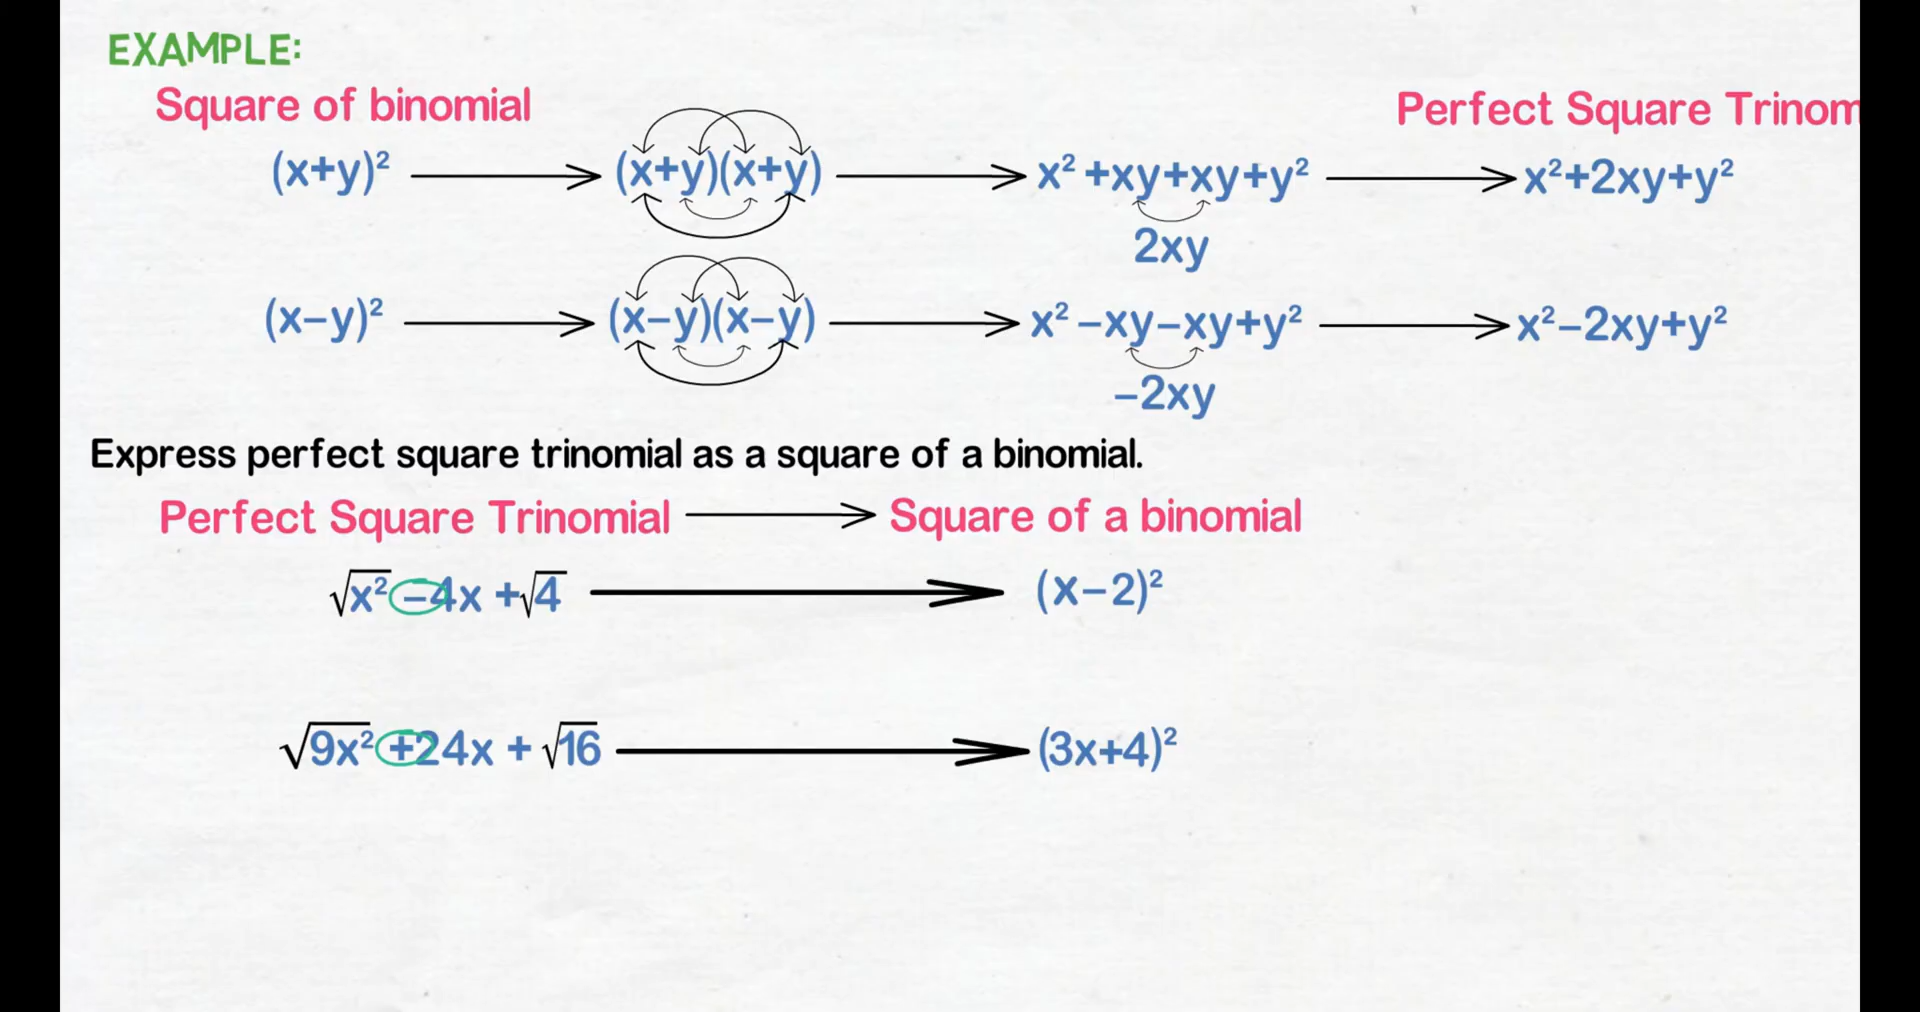 EXAMPLE:
Square of binomial
Perfect Square Trinom
(x+y)² (x+y)(x+y) x² +xy+xy+y² x²+2xy+y²
2xy
(x−y)² (x−y)(x−y) x² −xy−xy+y² x²−2xy+y²
−2xy
Express perfect square trinomial as a square of a binomial.
Perfect Square Trinomial Square of a binomial
√x² −4x +√4 (x−2)²
√9x² +24x + √16 (3x+4)²